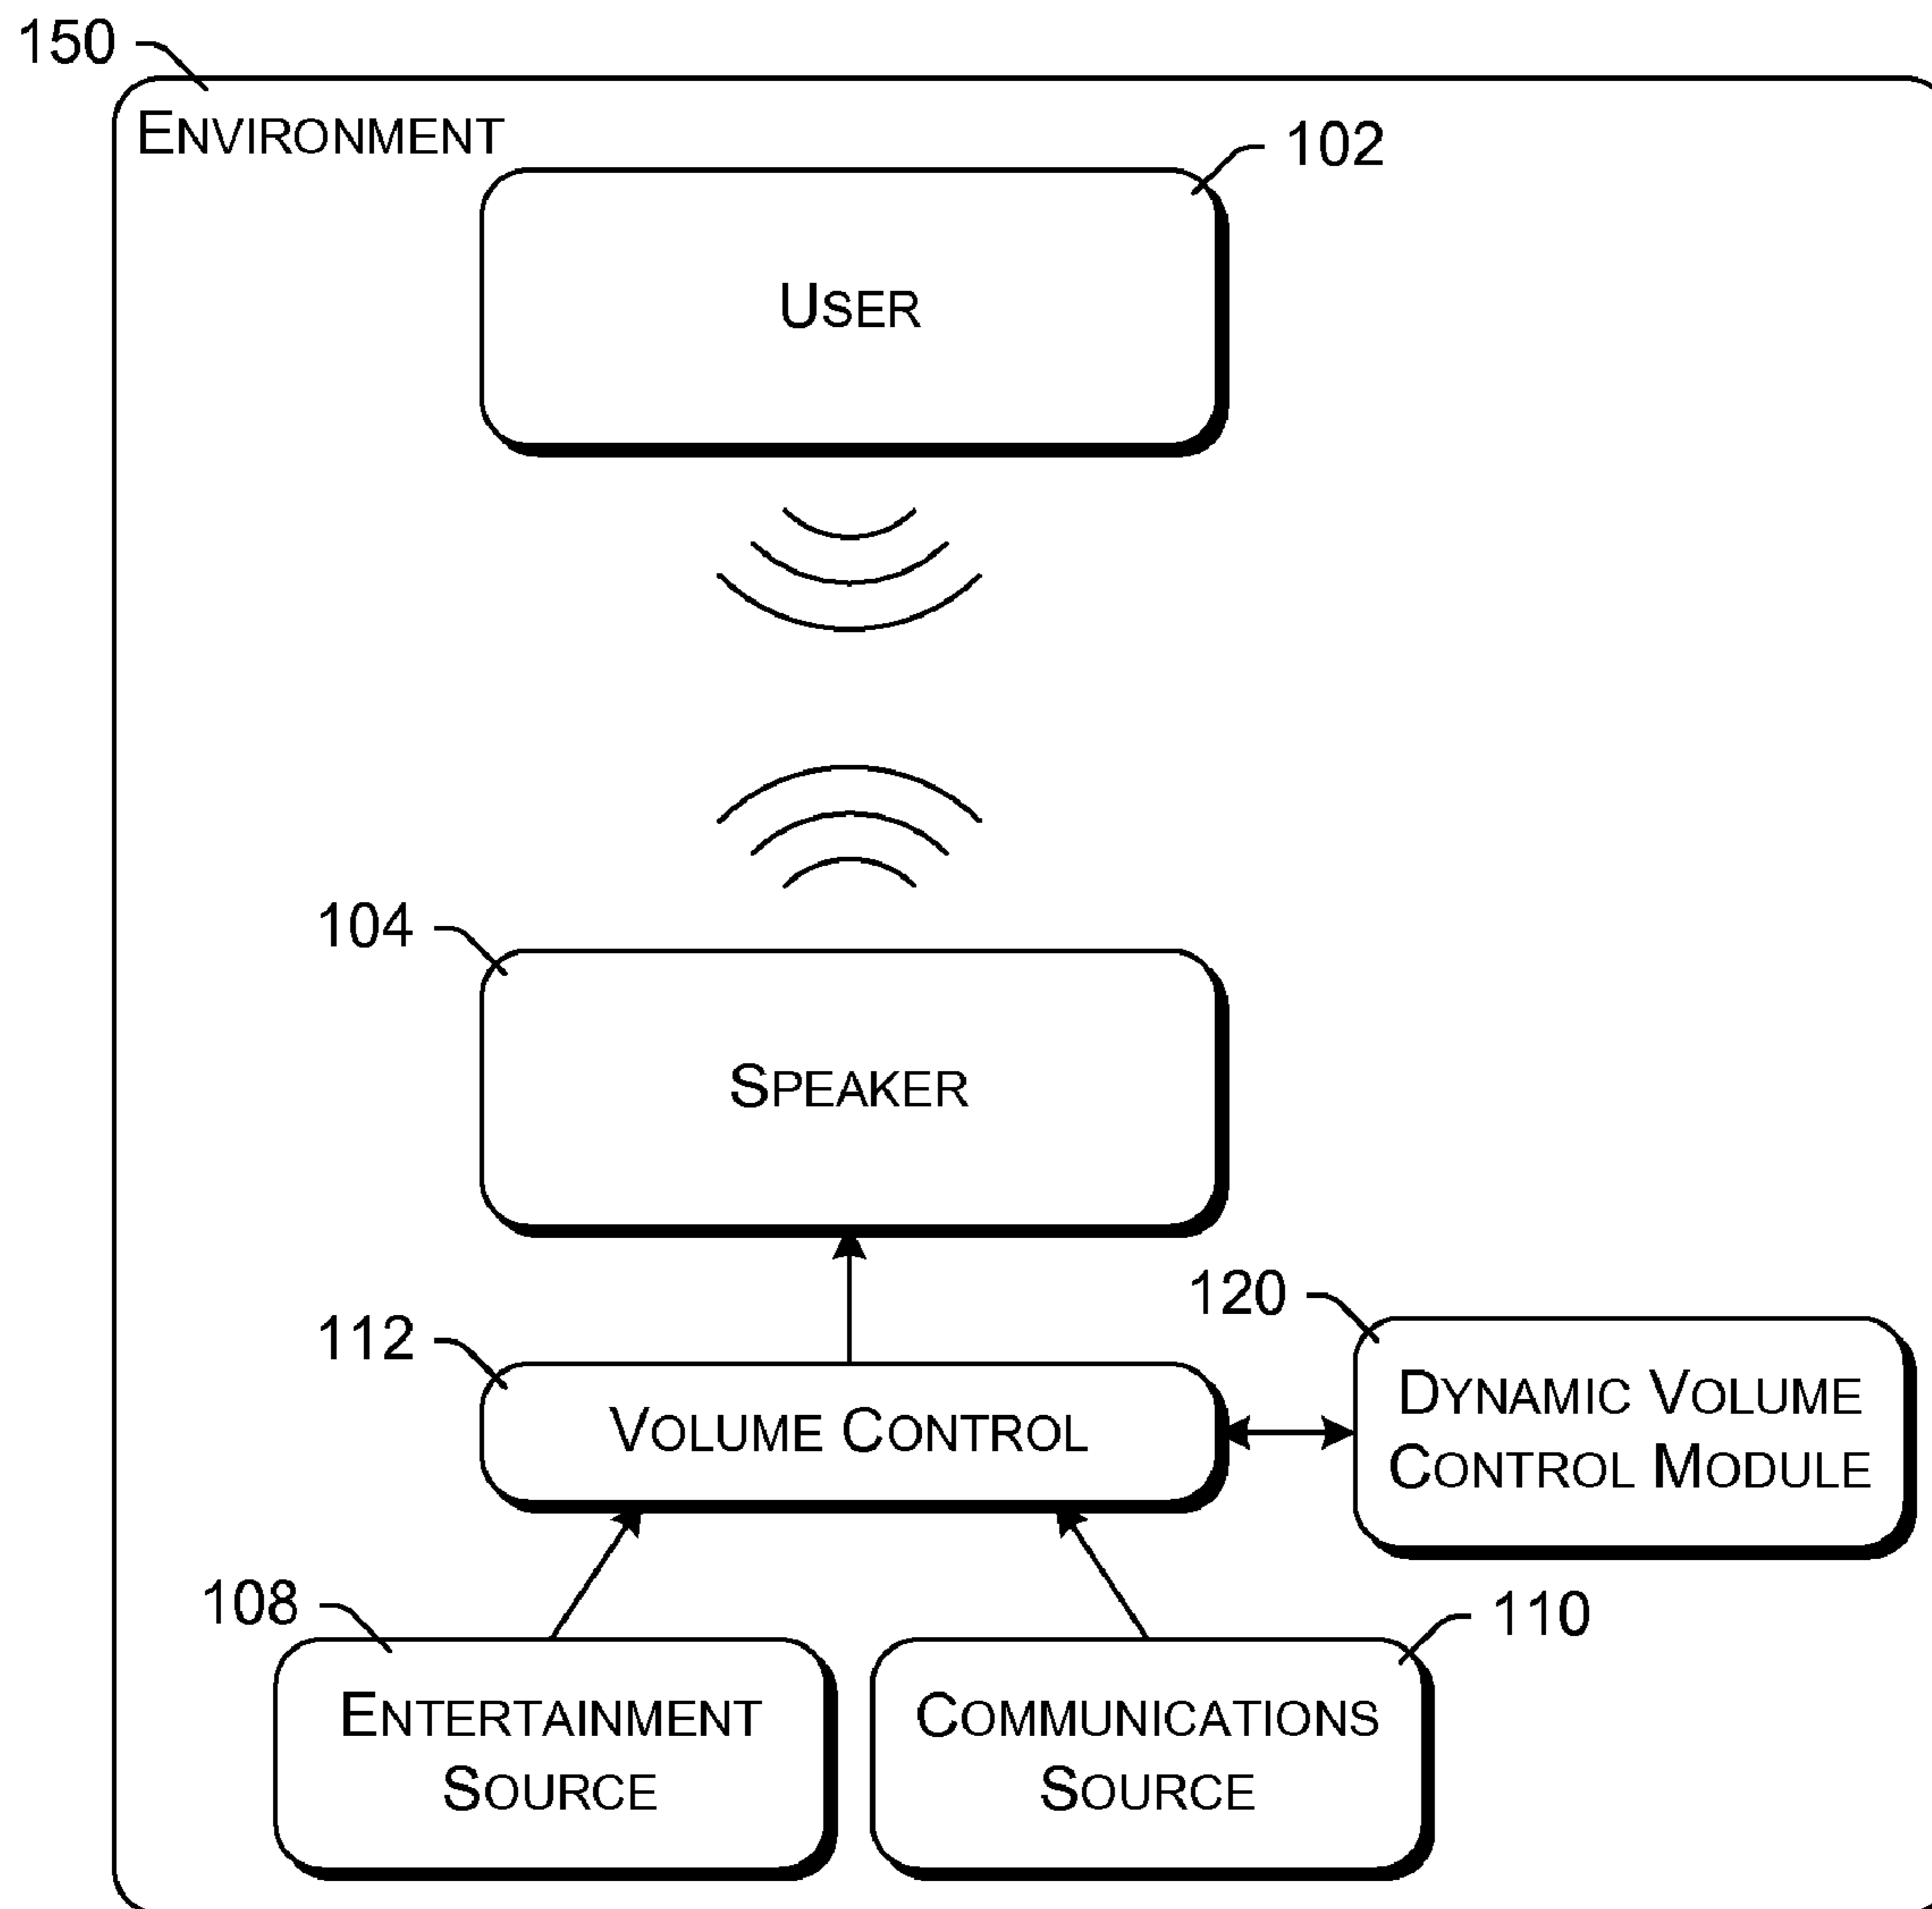 150
ENVIRONMENT
102
USER
104
SPEAKER
120
112
VOLUME CONTROL
DYNAMIC VOLUME
CONTROL MODULE
108
110
ENTERTAINMENT
SOURCE
COMMUNICATIONS
SOURCE